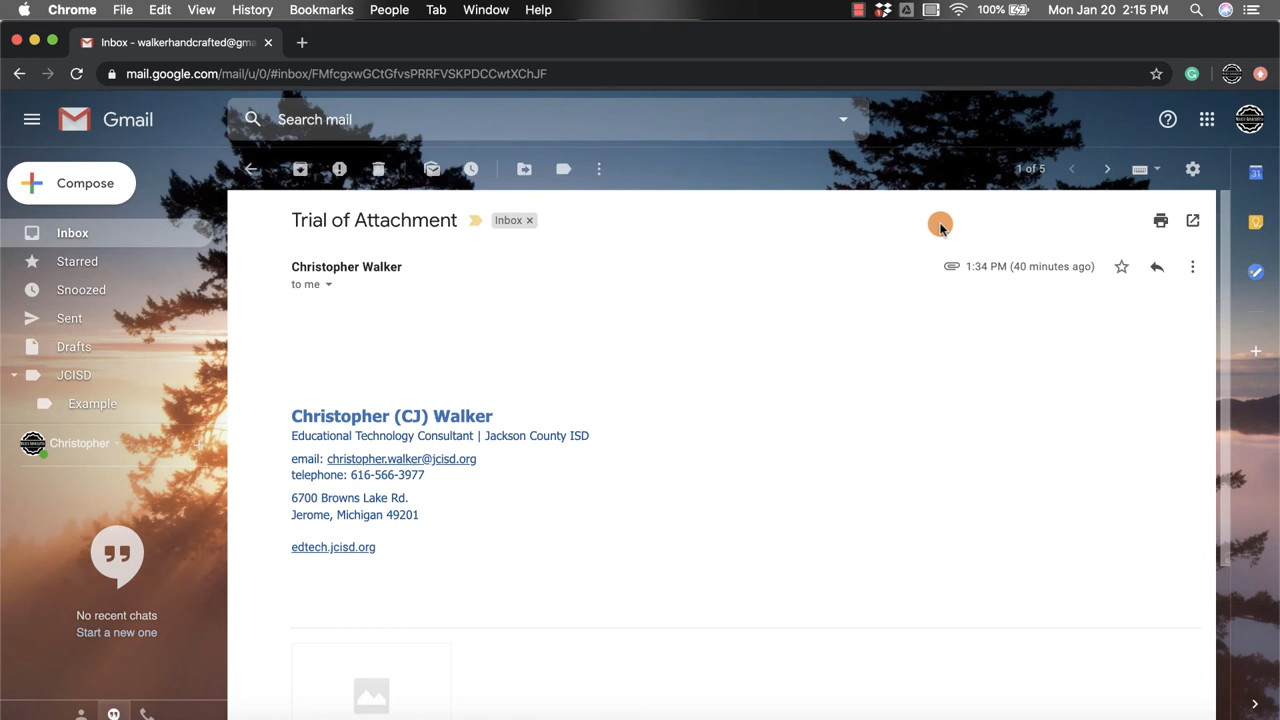 Chrome File Edit View History Bookmarks People Tab Window Help 100% Mon Jan 20 2:15 PM
Inbox - walkerhandcrafted@gma
mail.google.com/mail/u/0/#inbox/FMfcgxwGCtGfvsPRRFVSKPDCCwtXChJF
Gmail
Search mail
Compose
1 of 5
Inbox
Starred
Snoozed
Sent
Drafts
JCISD
Example
Christopher
No recent chats
Start a new one
Trial of Attachment Inbox x
Christopher Walker
1:34 PM (40 minutes ago)
to me
Christopher (CJ) Walker
Educational Technology Consultant | Jackson County ISD
email: christopher.walker@jcisd.org
telephone: 616-566-3977
6700 Browns Lake Rd.
Jerome, Michigan 49201
edtech.jcisd.org
31